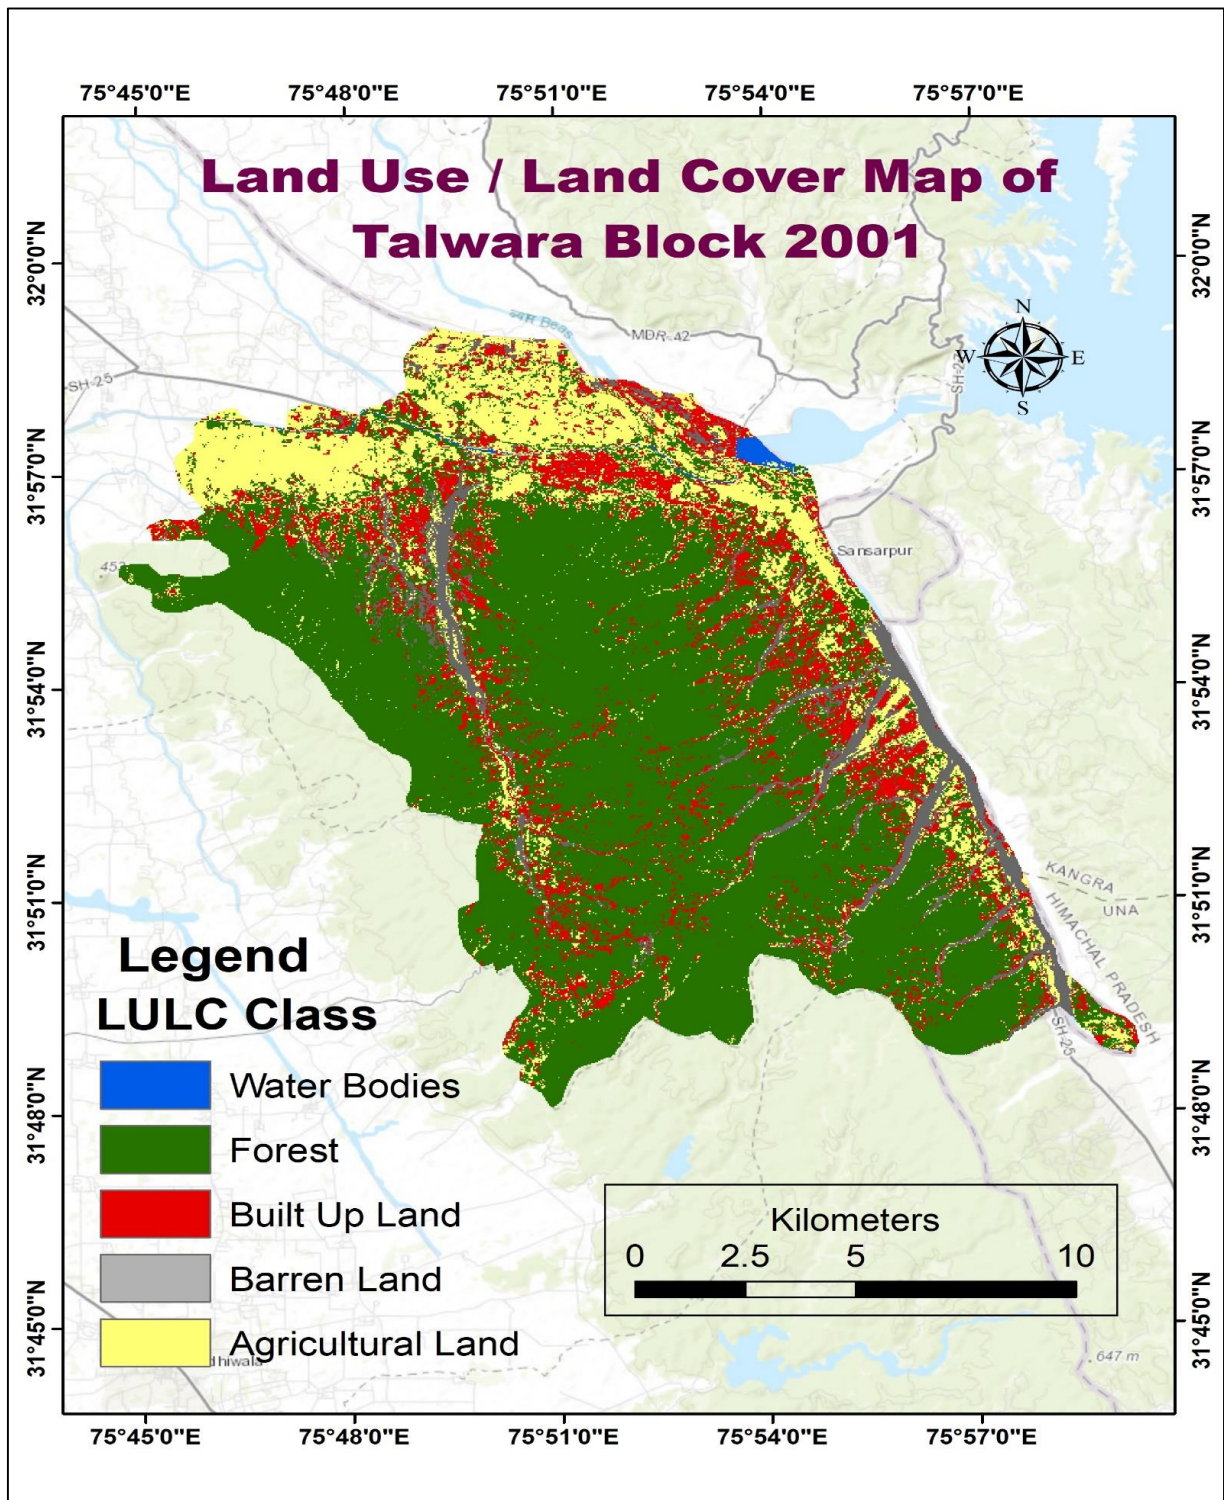 75°45'0"E 75°48'0"E 75°51'0"E 75°54'0"E 75°57'0"E
Land Use / Land Cover Map of
Talwara Block 2001
32°0'0"N 32°0'0"N
N
W E
S
MDR-42
SH-25
31°57'0"N 31°57'0"N
Sansarpur
453
31°54'0"N 31°54'0"N
KANGRA
UNA
HIMACHAL PRADESH
31°51'0"N 31°51'0"N
SH-25
Legend
LULC Class
31°48'0"N 31°48'0"N
Water Bodies
Forest
Built Up Land
Barren Land
Agricultural Land
Kilometers
0 2.5 5 10
31°45'0"N 31°45'0"N
dhiwala
647 m
75°45'0"E 75°48'0"E 75°51'0"E 75°54'0"E 75°57'0"E